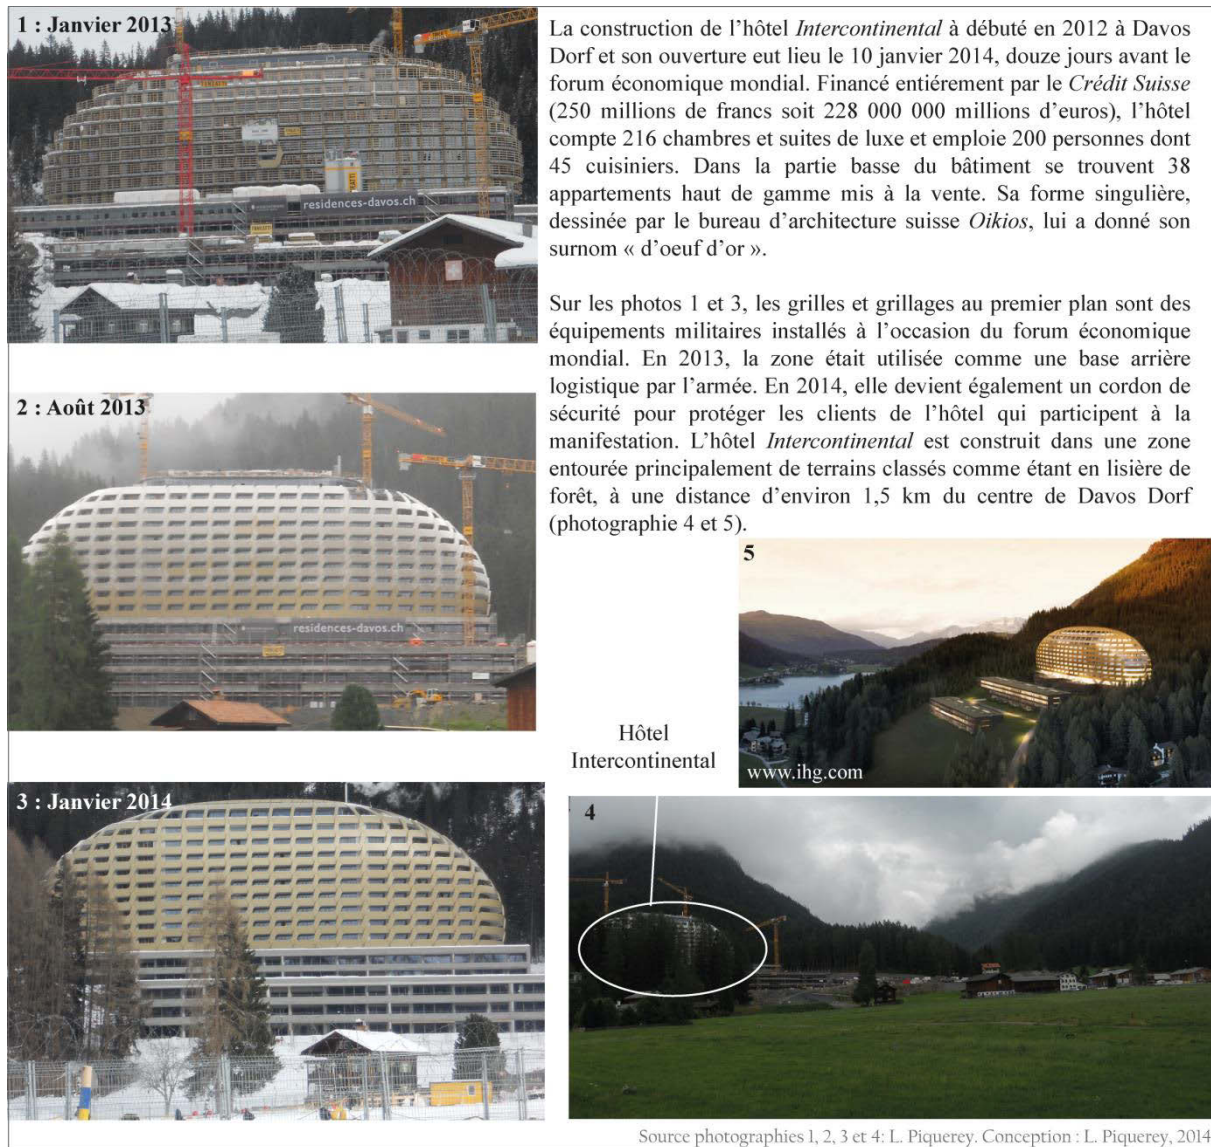 1 : Janvier 2013
residences-davos.ch
La construction de l’hôtel Intercontinental à débuté en 2012 à Davos
Dorf et son ouverture eut lieu le 10 janvier 2014, douze jours avant le
forum économique mondial. Financé entiérement par le Crédit Suisse
(250 millions de francs soit 228 000 000 millions d’euros), l’hôtel
compte 216 chambres et suites de luxe et emploie 200 personnes dont
45 cuisiniers. Dans la partie basse du bâtiment se trouvent 38
appartements haut de gamme mis à la vente. Sa forme singulière,
dessinée par le bureau d’architecture suisse Oikios, lui a donné son
surnom « d’oeuf d’or ».
Sur les photos 1 et 3, les grilles et grillages au premier plan sont des
équipements militaires installés à l’occasion du forum économique
mondial. En 2013, la zone était utilisée comme une base arrière
logistique par l’armée. En 2014, elle devient également un cordon de
sécurité pour protéger les clients de l’hôtel qui participent à la
manifestation. L’hôtel Intercontinental est construit dans une zone
entourée principalement de terrains classés comme étant en lisière de
forêt, à une distance d’environ 1,5 km du centre de Davos Dorf
(photographie 4 et 5).
2 : Août 2013
residences-davos.ch
5
www.ihg.com
Hôtel
Intercontinental
3 : Janvier 2014
4
Source photographies 1, 2, 3 et 4: L. Piquerey. Conception : L. Piquerey, 2014